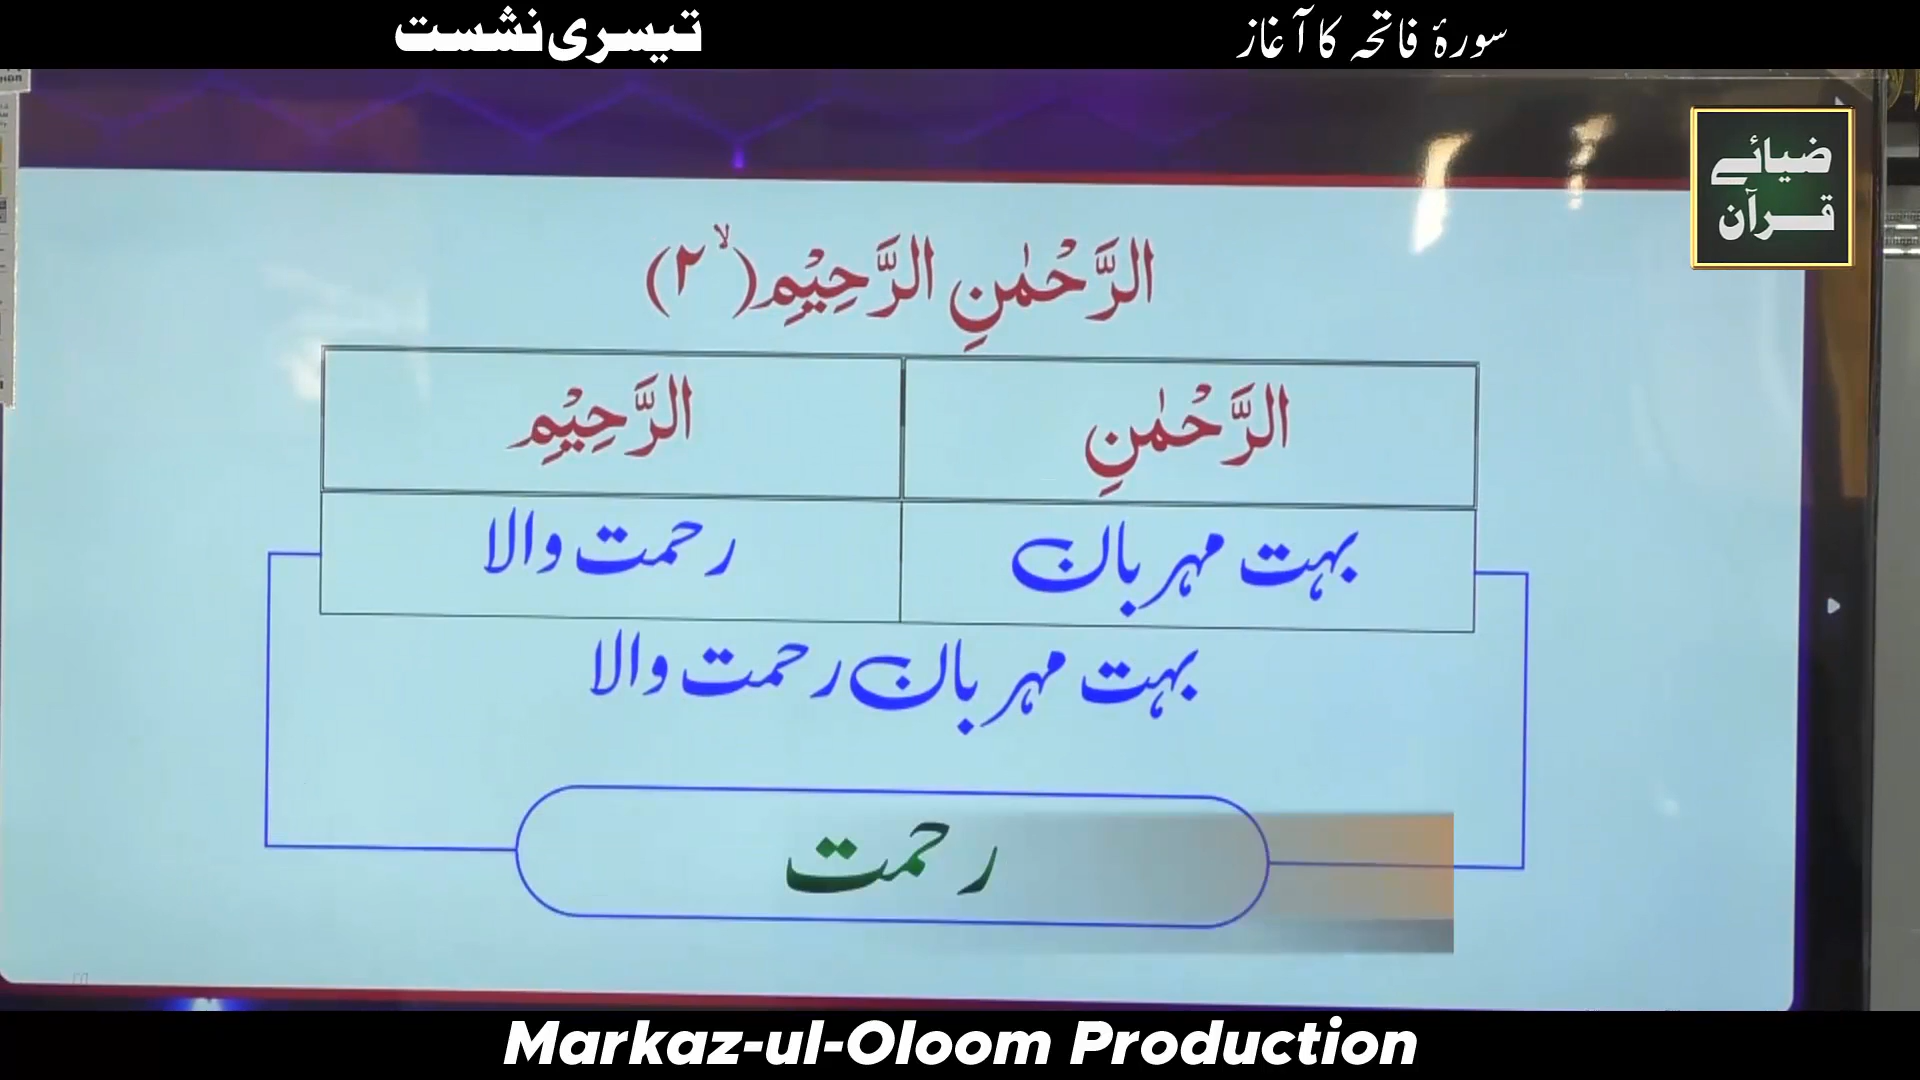 سورۂ فاتحہ کا آغاز
تیسری نشست
ضیائے
قرآن
الرَّحْمٰنِ الرَّحِیْمِۙ(۲)
الرَّحْمٰنِ
الرَّحِیْمِ
بہت مہربان
رحمت والا
بہت مہربان رحمت والا
رحمت
Markaz-ul-Oloom Production